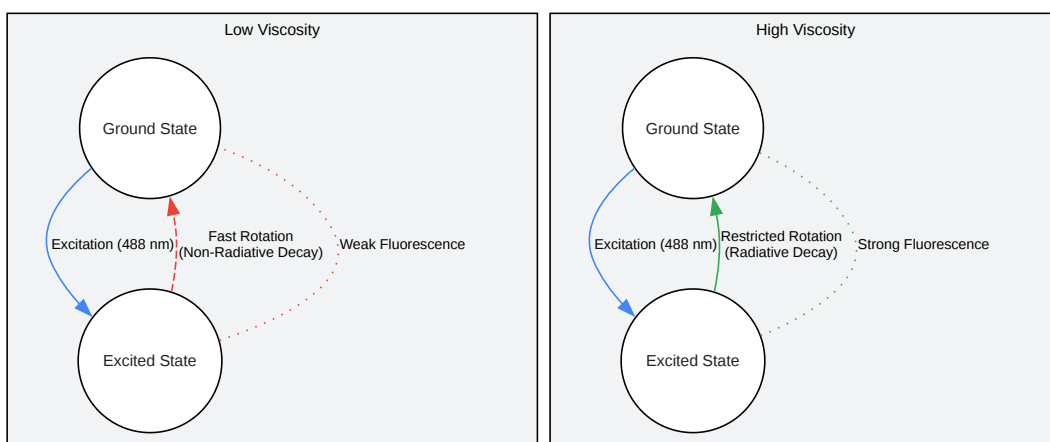 Low Viscosity
Ground State
Excitation (488 nm)
Fast Rotation
(Non-Radiative Decay)
Weak Fluorescence
Excited State
High Viscosity
Ground State
Excitation (488 nm)
Restricted Rotation
(Radiative Decay)
Strong Fluorescence
Excited State